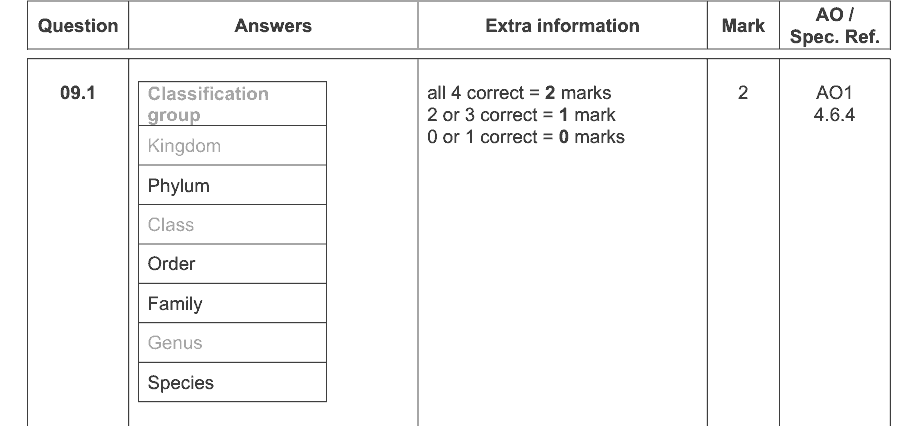 Question Answers Extra information Mark AO / Spec. Ref.
09.1 Classification group all 4 correct = 2 marks 2 AO1
2 or 3 correct = 1 mark 4.6.4
0 or 1 correct = 0 marks
Kingdom
Phylum
Class
Order
Family
Genus
Species